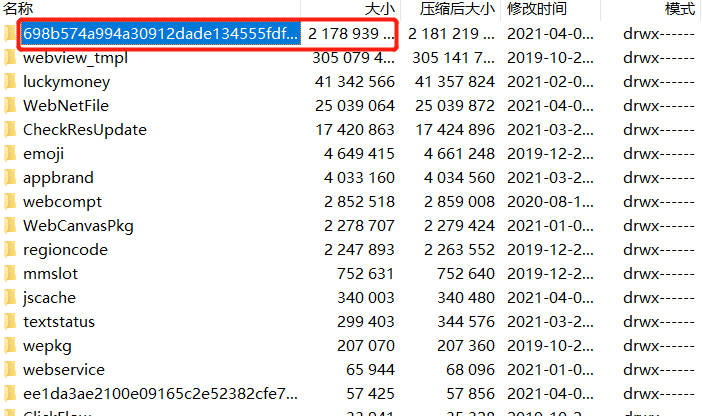 名称 大小 压缩后大小 修改时间 模式
698b574a994a30912dade134555fdf... 2 178 939 ... 2 181 219 ... 2021-04-0... drwx------
webview_tmpl 305 079 4... 305 141 7... 2019-10-2... drwx------
luckymoney 41 342 566 41 357 824 2021-04-0... drwx------
WebNetFile 25 039 064 25 039 872 2021-04-0... drwx------
CheckResUpdate 17 420 863 17 424 896 2021-03-2... drwx------
emoji 4 649 415 4 661 248 2019-12-2... drwx------
appbrand 4 033 160 4 034 560 2021-03-2... drwx------
webcompt 2 852 518 2 859 008 2020-08-1... drwx------
WebCanvasPkg 2 278 707 2 279 424 2021-01-0... drwx------
regioncode 2 247 893 2 263 552 2019-12-2... drwx------
mmslot 752 631 752 640 2019-12-2... drwx------
jscache 340 003 340 480 2021-04-0... drwx------
textstatus 299 403 344 576 2021-03-2... drwx------
wepkg 207 070 207 360 2019-10-2... drwx------
webservice 65 944 68 096 2021-01-0... drwx------
ee1da3ae2100e09165c2e52382cfe7... 57 425 57 856 2021-04-0... drwx------